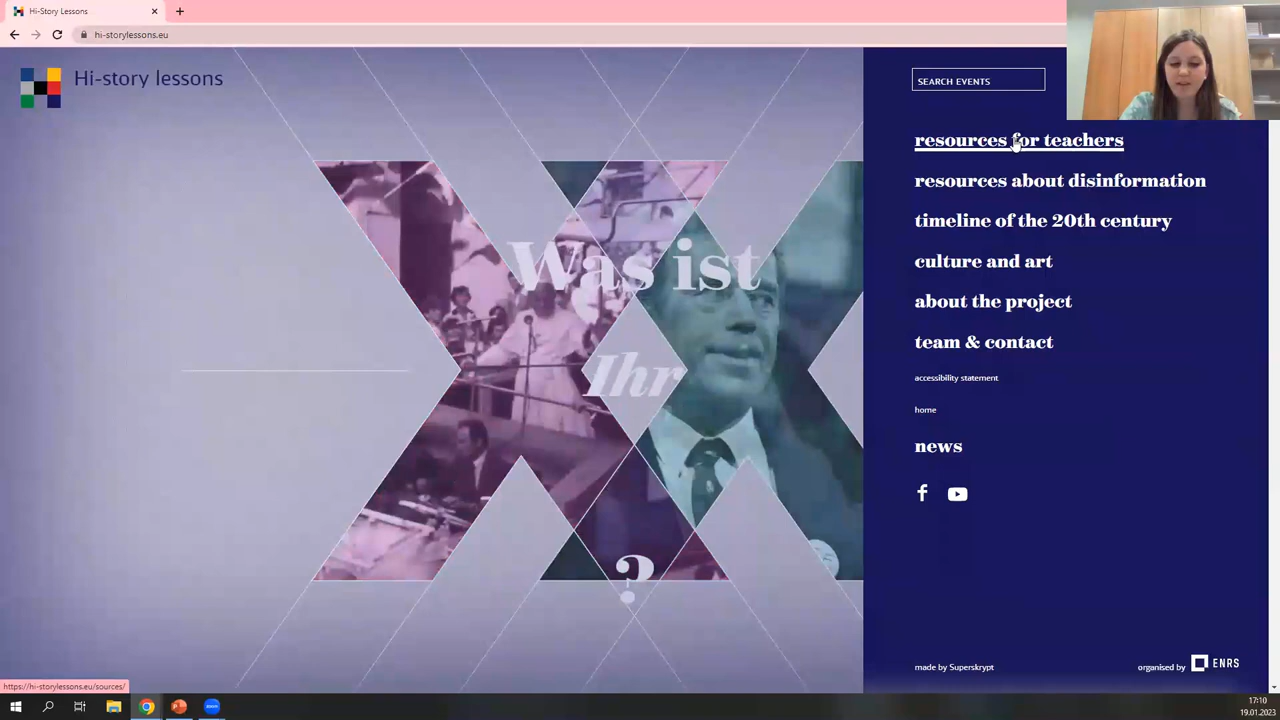 Hi-Story Lessons
hi-storylessons.eu
Hi-story lessons
SEARCH EVENTS
resources for teachers
resources about disinformation
timeline of the 20th century
culture and art
about the project
team & contact
accessibility statement
home
news
Was ist
Ihr
?
made by Superskrypt
organised by ENRS
https://hi-storylessons.eu/sources/
17:10
19.01.2023